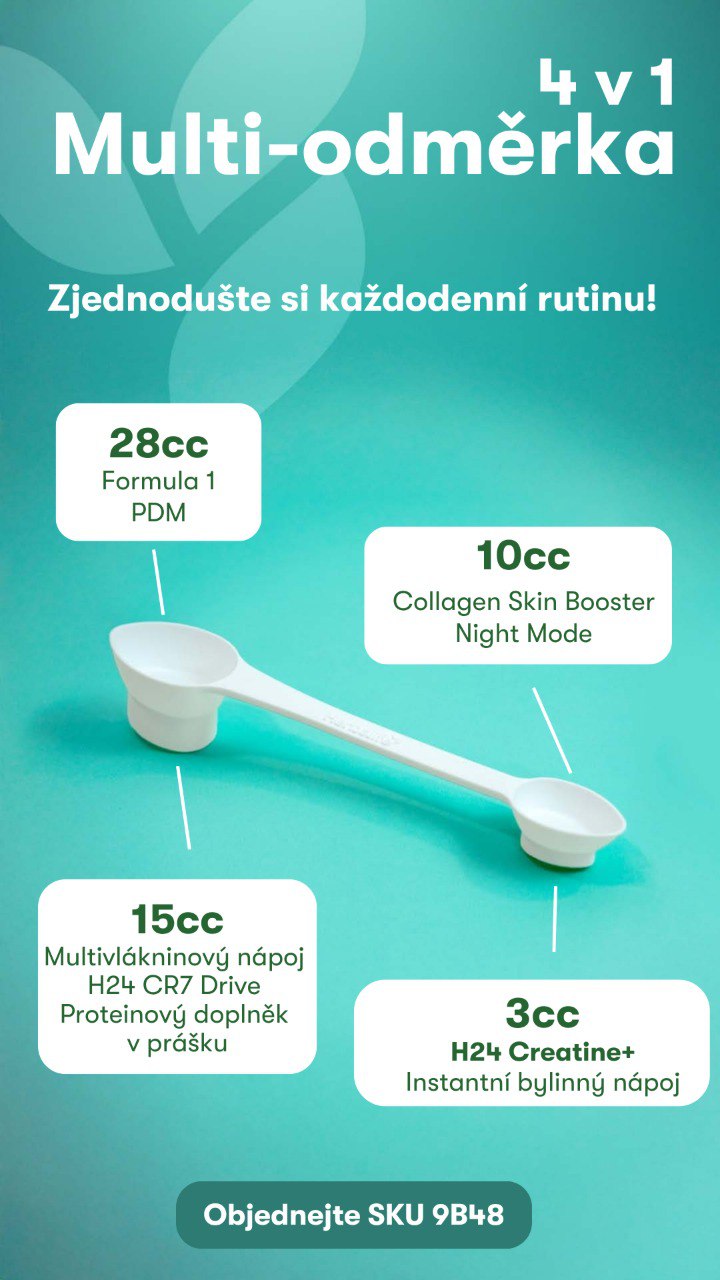 4 v 1
Multi-odměrka
Zjednodušte si každodenní rutinu!
28cc
Formula 1
PDM
10cc
Collagen Skin Booster
Night Mode
15cc
Multivlákninový nápoj
H24 CR7 Drive
Proteinový doplněk
v prášku
3cc
H24 Creatine+
Instantní bylinný nápoj
Objednejte SKU 9B48